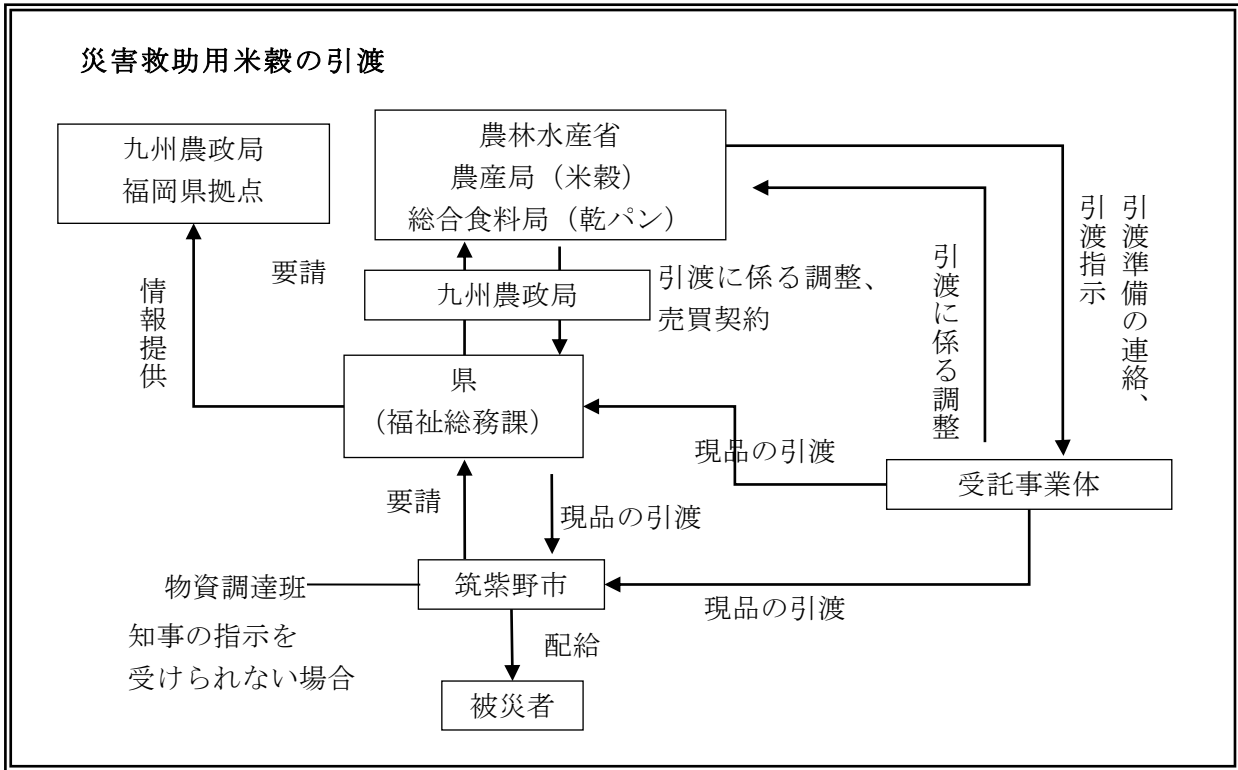 災害救助用米穀の引渡
九州農政局
福岡県拠点
農林水産省
農産局（米穀）
総合食料局（乾パン）
要請
九州農政局
引渡に係る調整、
売買契約
情報提供
引渡に係る調整
引渡準備の連絡、
引渡指示
県
（福祉総務課）
現品の引渡
受託事業体
要請
現品の引渡
物資調達班
筑紫野市
現品の引渡
知事の指示を
受けられない場合
配給
被災者